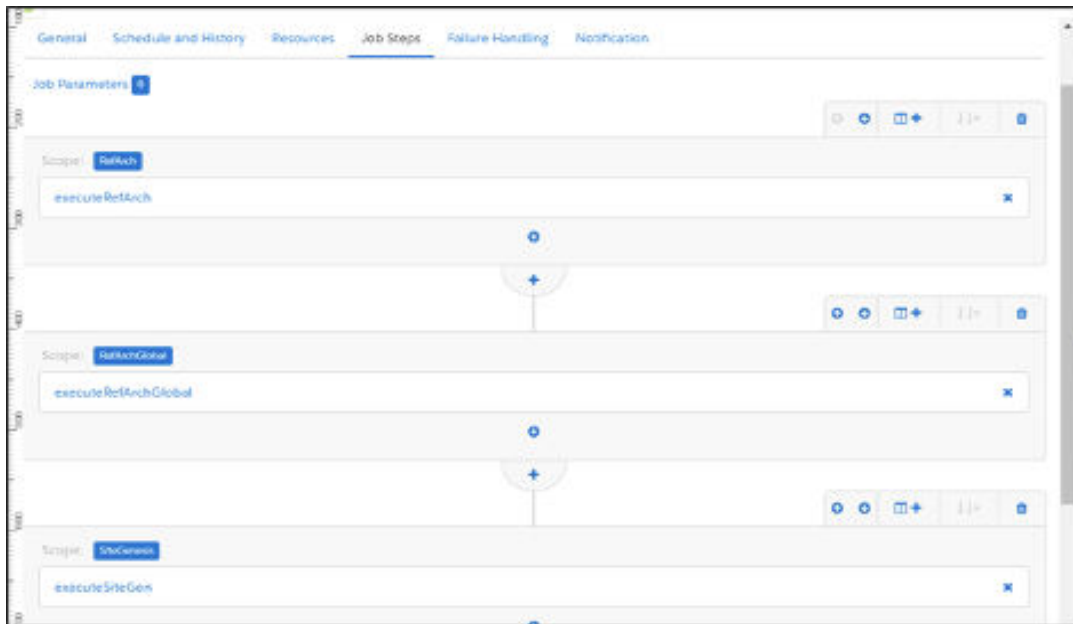 General Schedule and History Resources Job Steps Failure Handling Notification
Job Parameters 0
Scope: RefArch
executeRefArch
Scope: RefArchGlobal
executeRefArchGlobal
Scope: SiteGenesis
executeSiteGen